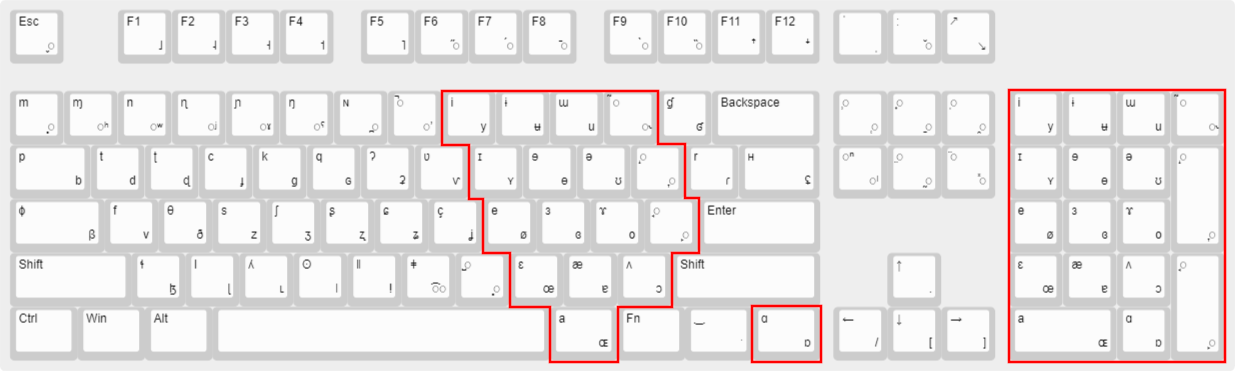 Esc F1 F2 F3 F4 F5 F6 F7 F8 F9 F10 F11 F12 ː ↗
˩ ˨ ˧ ˦ ˥ ꜛ ꜜ ↘
m ɱ n ɳ ɲ ŋ ɴ i ɨ ɯ ɠ Backspace i ɨ ɯ
◌ʰ ◌ʷ ◌ʲ ◌ˠ ◌ˤ ◌ʼ y ʉ u ◌˞ ʛ y ʉ u ◌˞
p t ʈ c k q ʔ ʋ ɪ ɘ ə r ʜ ◌ⁿ ɪ ɘ ə
b d ɖ ɟ ɡ ɢ ʡ ⱱ ʏ ɵ ʊ ɾ ʢ ◌ˡ ʏ ɵ ʊ
ɸ f θ s ʃ ʂ ɕ ç e ɜ ɤ Enter e ɜ ɤ
β v ð z ʒ ʐ ʑ ʝ ø ɞ o ø ɞ o
Shift ɬ l ʎ ʘ ǁ ǂ ɛ æ ʌ Shift ↑ ɛ æ ʌ
ɮ ɭ ʟ ǀ ǃ œ ɐ ɔ . œ ɐ ɔ
Ctrl Win Alt a Fn ‿ ɑ ← ↓ → a ɑ
ɶ . ɒ / [ ] ɶ ɒ